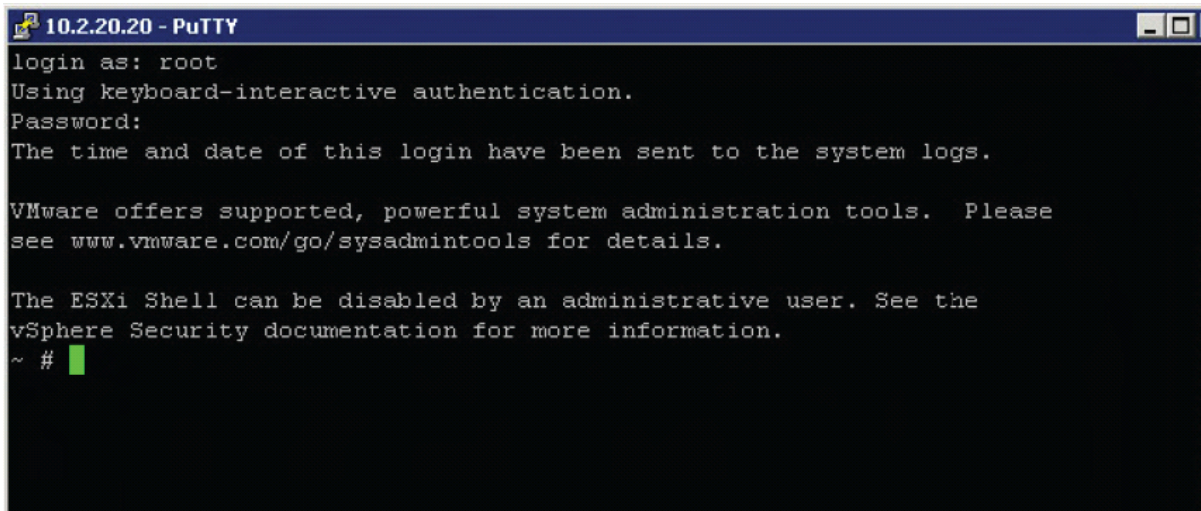 10.2.20.20 - PuTTY
login as: root
Using keyboard-interactive authentication.
Password:
The time and date of this login have been sent to the system logs.
VMware offers supported, powerful system administration tools.  Please
see www.vmware.com/go/sysadmintools for details.
The ESXi Shell can be disabled by an administrative user. See the
vSphere Security documentation for more information.
~ #